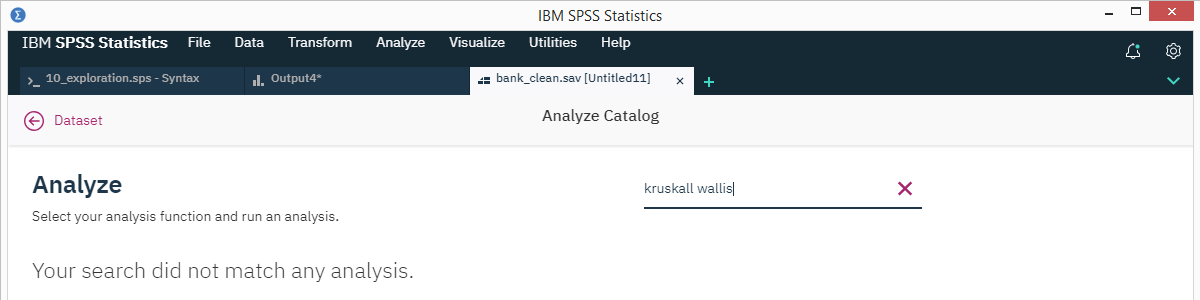 IBM SPSS Statistics
IBM SPSS Statistics File Data Transform Analyze Visualize Utilities Help
10_exploration.sps - Syntax Output4* bank_clean.sav [Untitled11]
Dataset Analyze Catalog
Analyze
kruskall wallis
Select your analysis function and run an analysis.
Your search did not match any analysis.